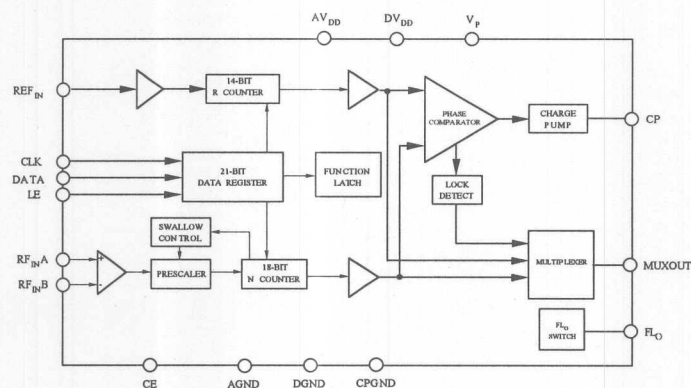 AVDD DVDD VP
REFIN
14-BIT
R COUNTER
PHASE
COMPARATOR
CHARGE
PUMP
CP
CLK
DATA
LE
21-BIT
DATA REGISTER
FUNCTION
LATCH
LOCK
DETECT
SWALLOW
CONTROL
RFINA
RFINB
+
-
PRESCALER
18-BIT
N COUNTER
MULTIPLEXER
MUXOUT
FLO
SWITCH
FLO
CE AGND DGND CPGND